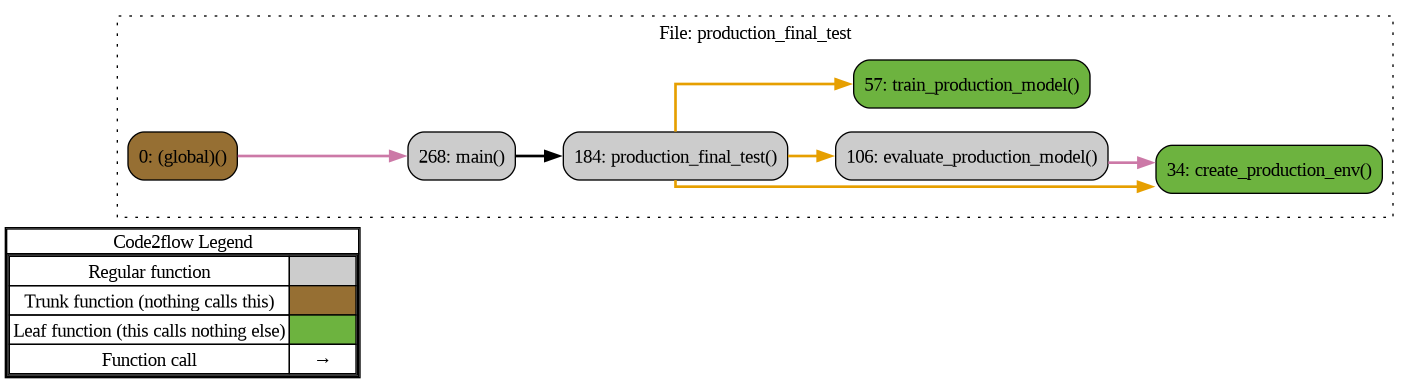 File: production_final_test
57: train_production_model()
0: (global)()
268: main()
184: production_final_test()
106: evaluate_production_model()
34: create_production_env()
Code2flow Legend
Regular function
Trunk function (nothing calls this)
Leaf function (this calls nothing else)
Function call →